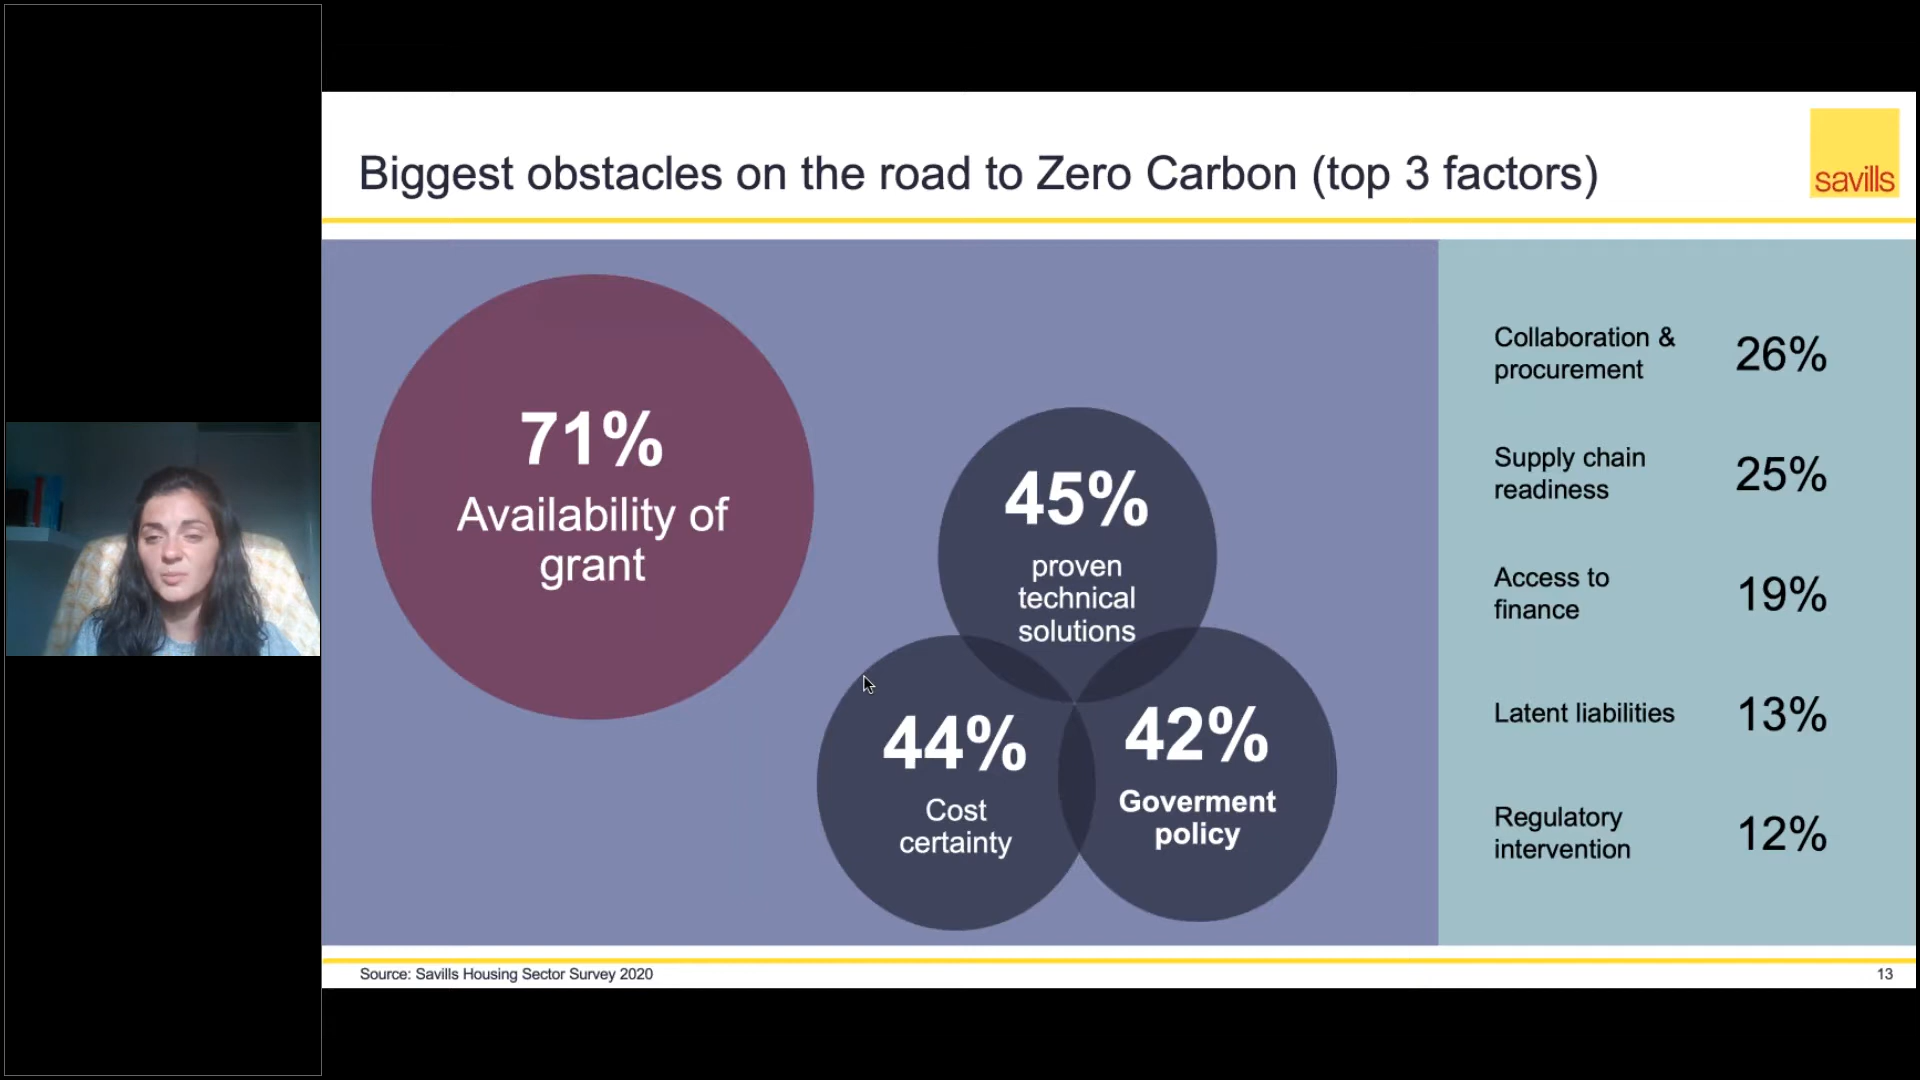 Biggest obstacles on the road to Zero Carbon (top 3 factors)
savills
71%
Availability of
grant
45%
proven
technical
solutions
44%
Cost
certainty
42%
Goverment
policy
Collaboration &
procurement
26%
Supply chain
readiness
25%
Access to
finance
19%
Latent liabilities
13%
Regulatory
intervention
12%
Source: Savills Housing Sector Survey 2020
13